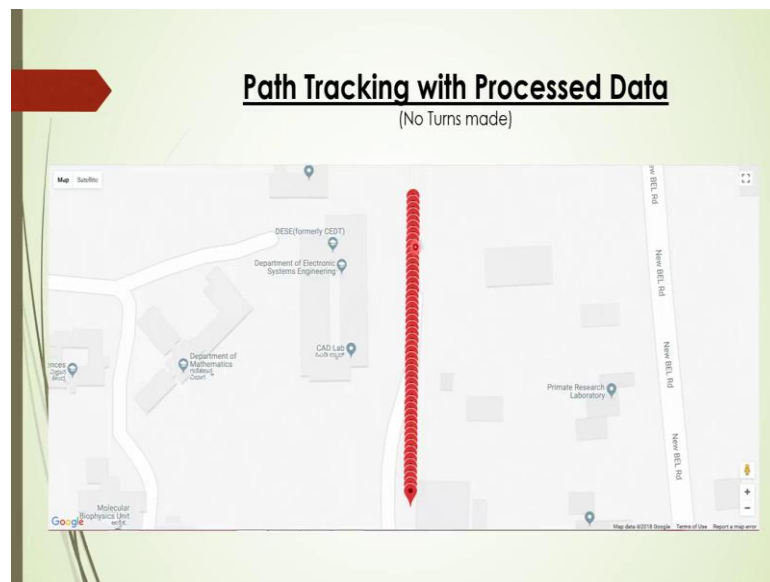 Path Tracking with Processed Data
(No Turns made)
Map Satellite
DESE(formerly CEDT)
Department of Electronic
Systems Engineering
CAD Lab
Department of
Mathematics
ences
Primate Research
Laboratory
New BEL Rd
New BEL Rd
New BEL Rd
New BEL Rd
Molecular
Biophysics Unit
Google
Map data ©2018 Google Terms of Use Report a map error